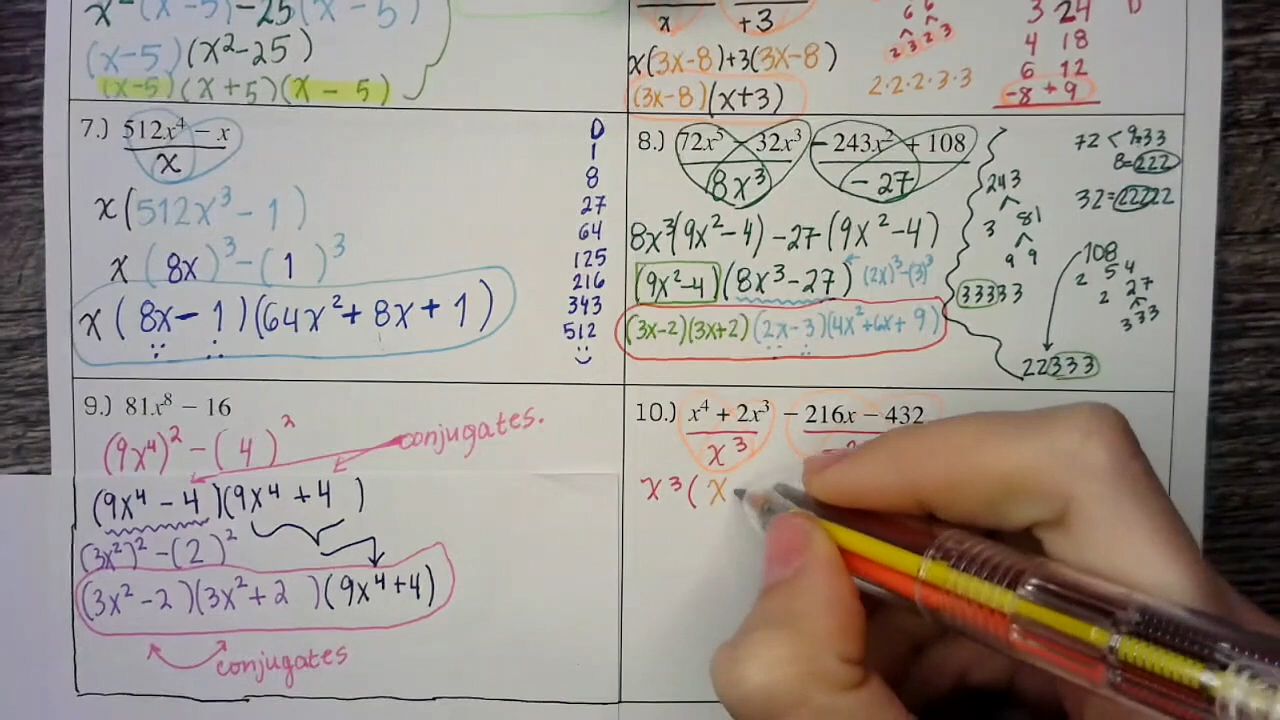 x²(x-5)-25(x-5)
(x-5)(x²-25)
(x-5)(x+5)(x-5)
x +3
x(3x-8)+3(3x-8)
(3x-8)(x+3)
6 6
2 3 2 3
2·2·2·3·3
3 24
4 18
6 12
-8 +9
7.) 512x⁴ - x
x
x(512x³-1)
x(8x)³-(1)³
x(8x-1)(64x²+8x+1)
D
1
8
27
64
125
216
343
512
8.) 72x⁵ - 32x³ - 243x² + 108
8x³ -27
8x³(9x²-4)-27(9x²-4)
(9x²-4)(8x³-27) (2x)³-(3)³
(3x-2)(3x+2)(2x-3)(4x²+6x+9)
243
3 81
9 9
33333
72 < 9=33
8=222
32=22222
108
2 54
2 27
333
22333
9.) 81x⁸ - 16
(9x⁴)²-(4)²
conjugates.
(9x⁴-4)(9x⁴+4)
(3x²)²-(2)²
(3x²-2)(3x²+2)(9x⁴+4)
conjugates
10.) x⁴ + 2x³ - 216x - 432
x³
x³(x